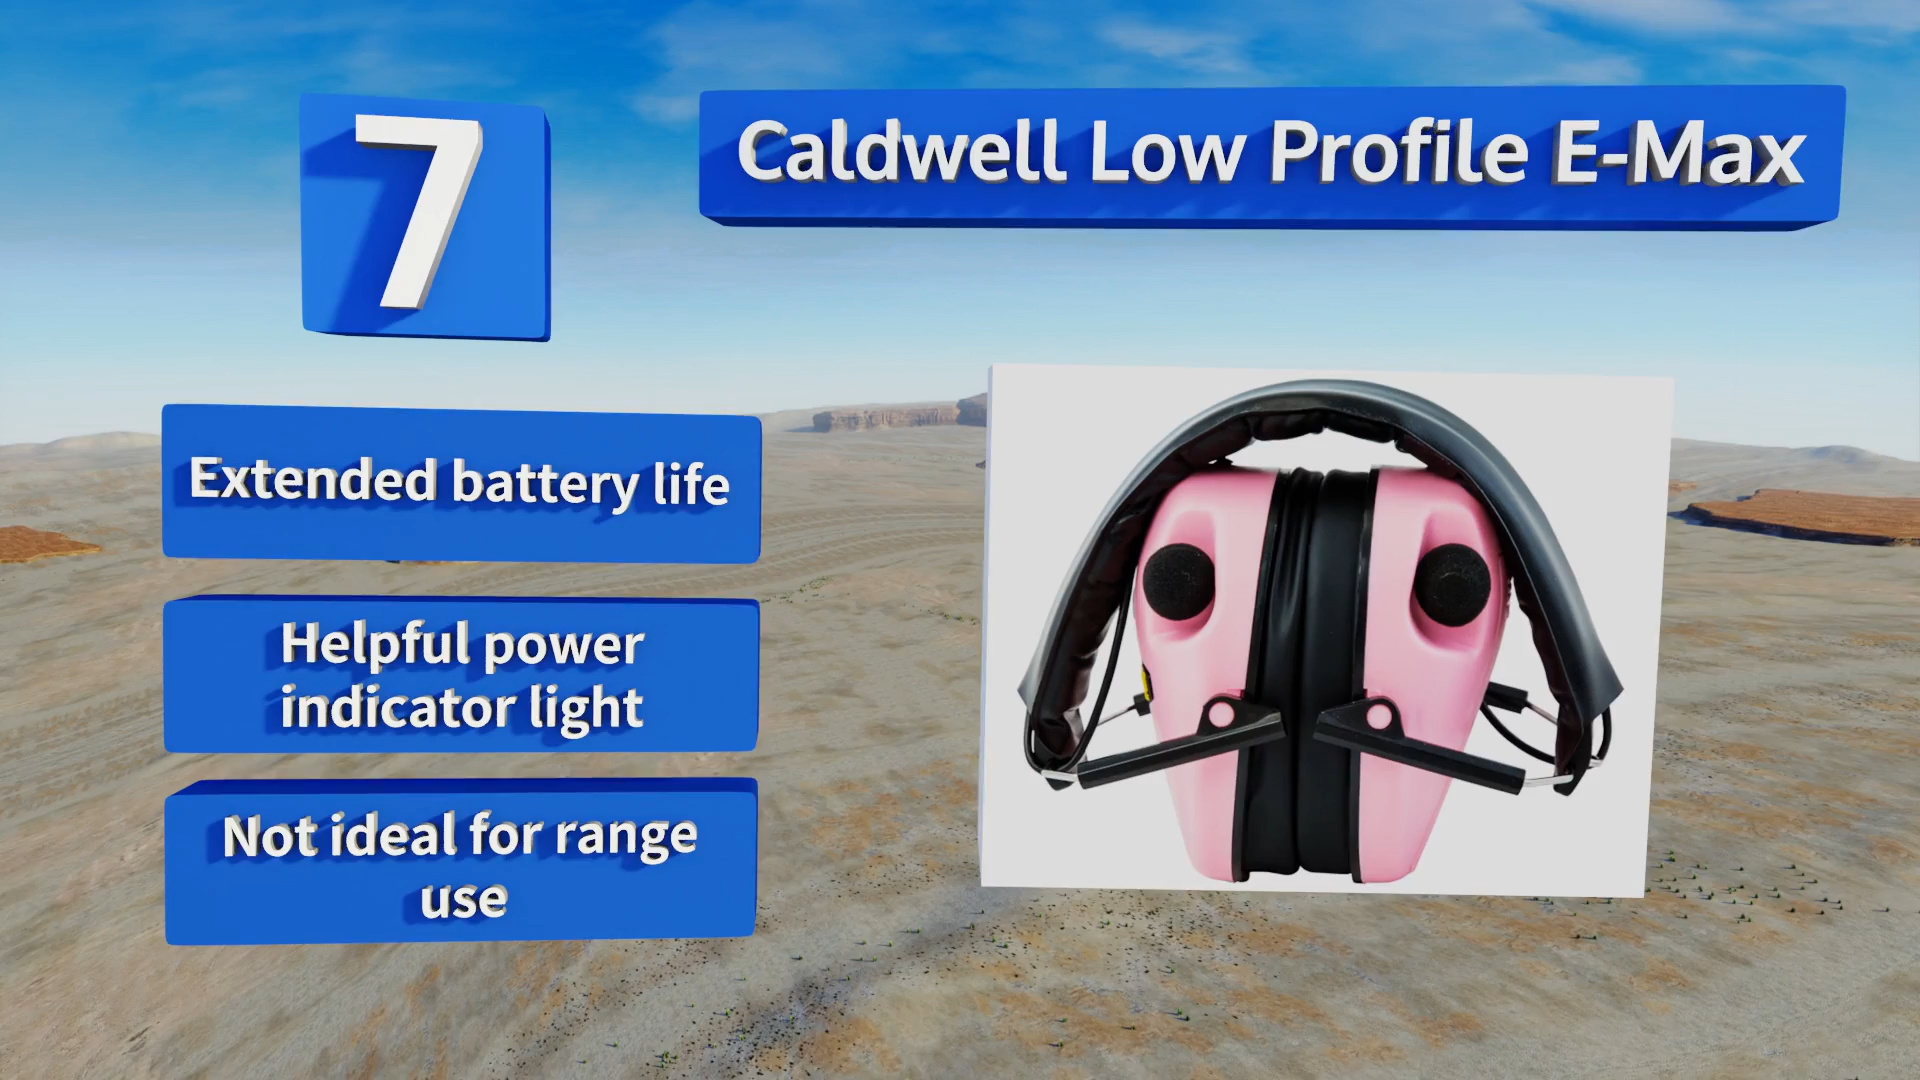 7
Caldwell Low Profile E-Max
Extended battery life
Helpful power
indicator light
Not ideal for range
use